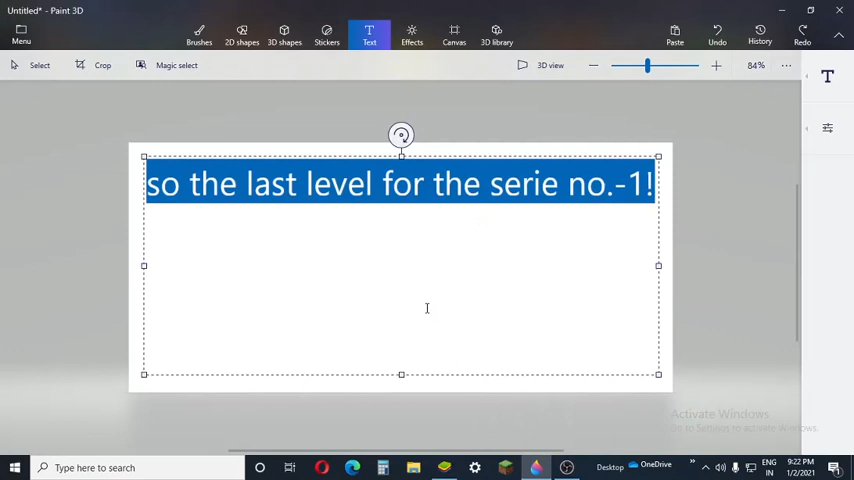 Untitled* - Paint 3D
Menu
Brushes
2D shapes
3D shapes
Stickers
Text
Effects
Canvas
3D library
Paste
Undo
History
Redo
Select
Crop
Magic select
3D view
84%
T
so the last level for the serie no.-1!
Activate Windows
Go to Settings to activate Windows.
Type here to search
Desktop
OneDrive
ENG
IN
9:22 PM
1/2/2021